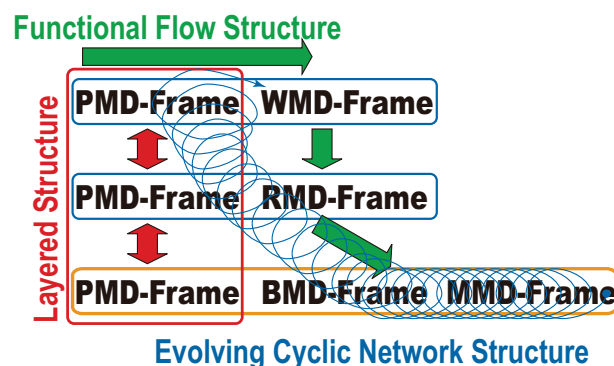 Functional Flow Structure
Layered Structure
PMD-Frame WMD-Frame
PMD-Frame RMD-Frame
PMD-Frame BMD-Frame MMD-Frame
Evolving Cyclic Network Structure